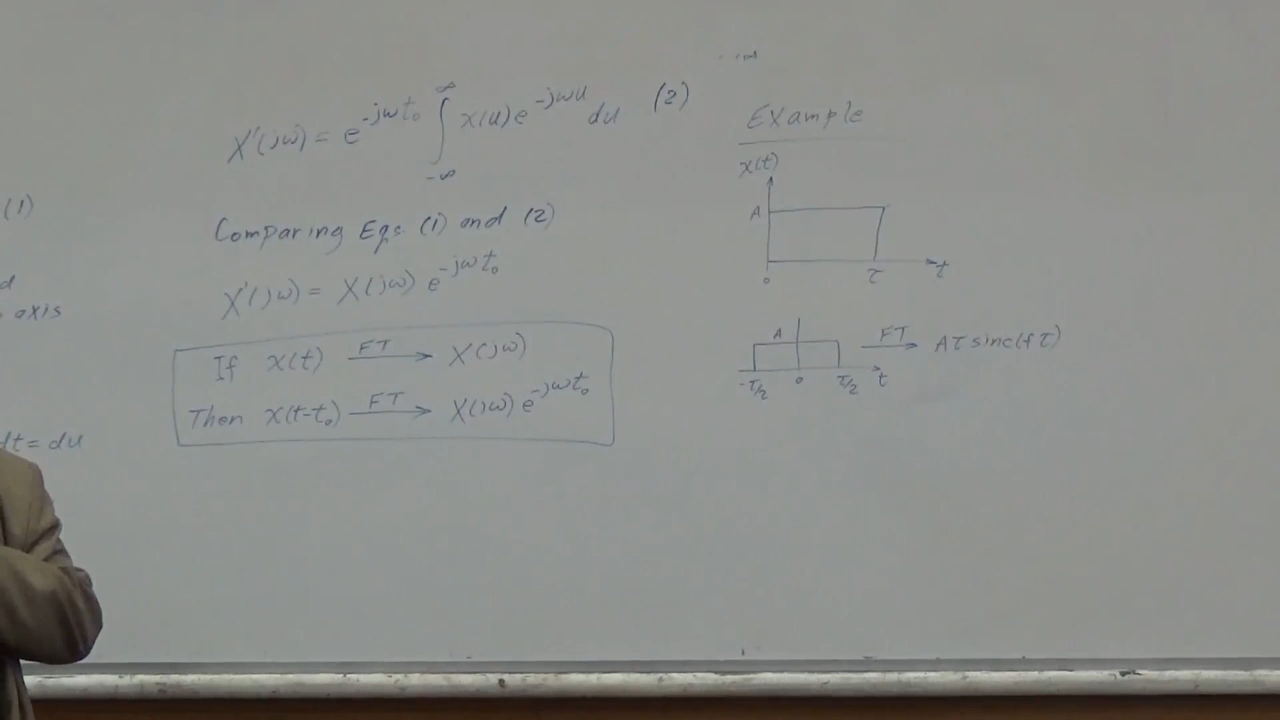 (1)
d
axis
dt = du
X'(jω) = e^{-jωt₀} ∫_{-∞}^{∞} x(u) e^{-jωu} du (2)
Comparing Eqs (1) and (2)
X'(jω) = X(jω) e^{-jωt₀}
If x(t) FT→ X(jω)
Then x(t-t₀) FT→ X(jω) e^{-jωt₀}
Example
x(t)
A
0 τ t
A
FT→ Aτ sinc(fτ)
-τ/2 0 τ/2 t